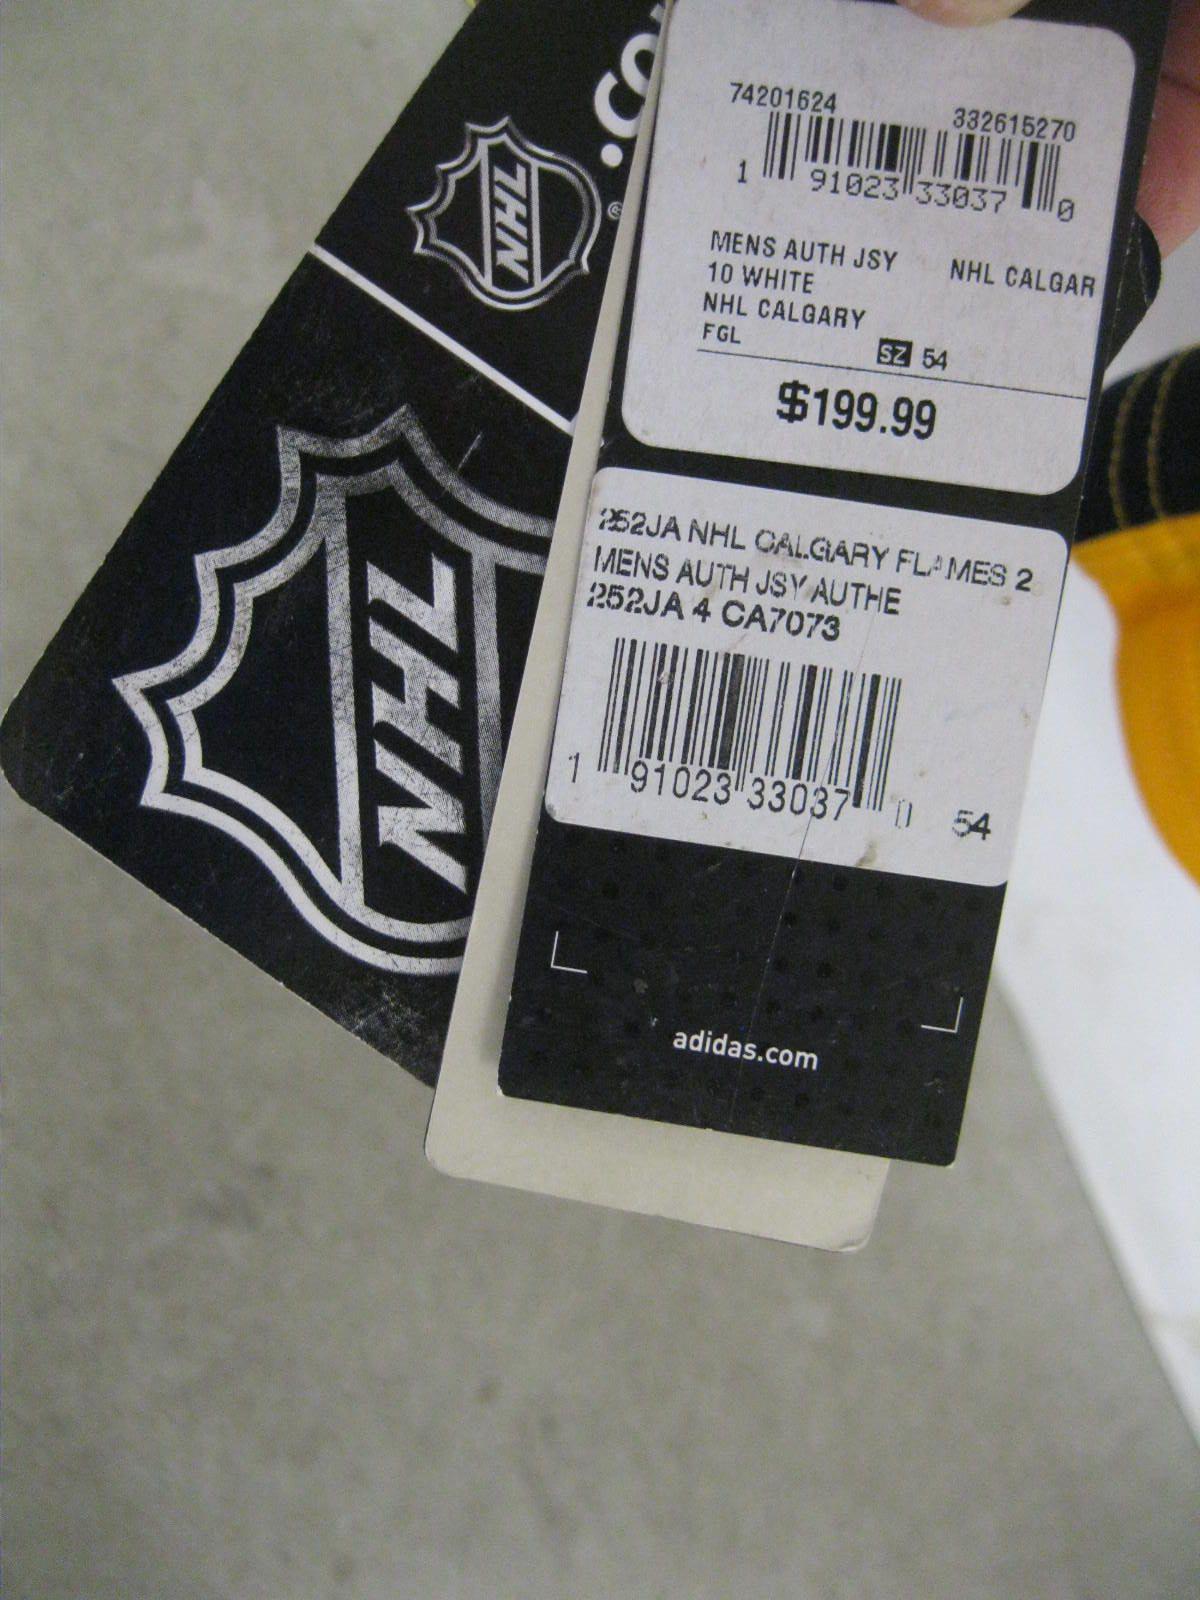 .co
NHL
®
NHL
74201624 332615270
1 91023 33037 0
MENS AUTH JSY NHL CALGAR
10 WHITE
NHL CALGARY
FGL
SZ 54
$199.99
252JA NHL CALGARY FLAMES 2
MENS AUTH JSY AUTHE
252JA 4 CA7073
1 91023 33037 0 54
adidas.com